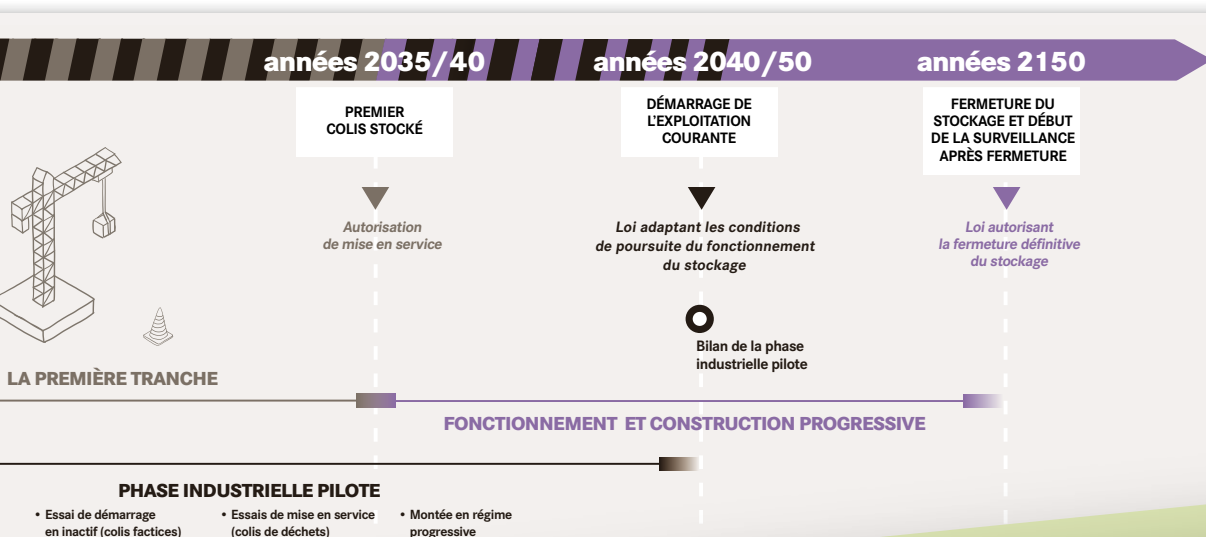 années 2035/40
années 2040/50
années 2150
PREMIER
COLIS STOCKÉ
DÉMARRAGE DE
L'EXPLOITATION
COURANTE
FERMETURE DU
STOCKAGE ET DÉBUT
DE LA SURVEILLANCE
APRÈS FERMETURE
Autorisation
de mise en service
Loi adaptant les conditions
de poursuite du fonctionnement
du stockage
Loi autorisant
la fermeture définitive
du stockage
Bilan de la phase
industrielle pilote
LA PREMIÈRE TRANCHE
FONCTIONNEMENT ET CONSTRUCTION PROGRESSIVE
PHASE INDUSTRIELLE PILOTE
• Essai de démarrage
en inactif (colis factices)
• Essais de mise en service
(colis de déchets)
• Montée en régime
progressive